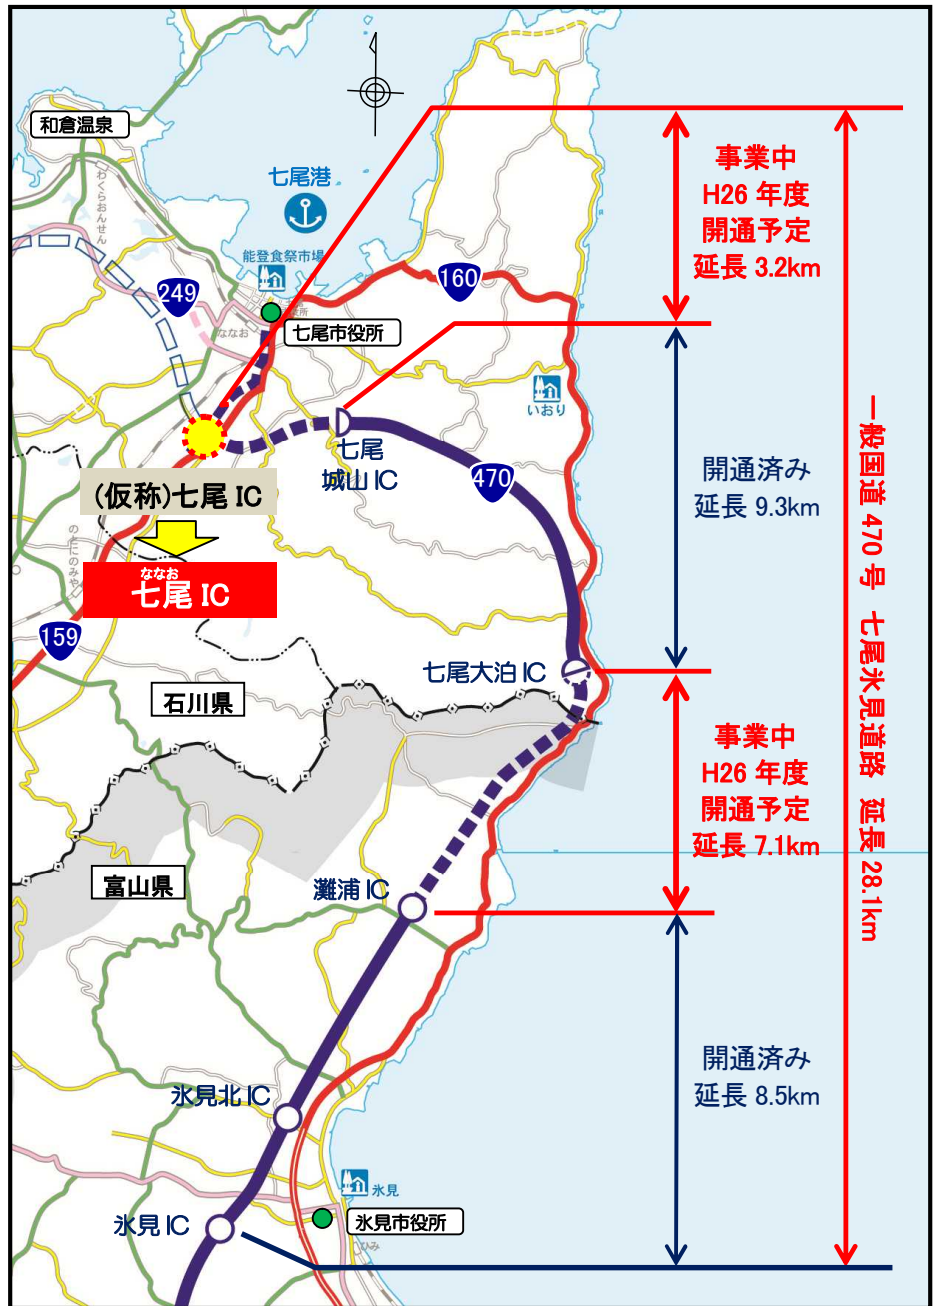 和倉温泉
わくらおんせん
七尾港
能登食祭市場
249
160
ななお
七尾市役所
事業中
H26 年度
開通予定
延長 3.2km
いおり
七尾
城山 IC
470
開通済み
延長 9.3km
(仮称)七尾 IC
ななお
七尾 IC
のとにのみや
159
七尾大泊 IC
石川県
事業中
H26 年度
開通予定
延長 7.1km
富山県
灘浦 IC
一般国道 470 号 七尾氷見道路 延長 28.1km
開通済み
延長 8.5km
氷見北 IC
氷見
氷見 IC
氷見市役所
ひみ